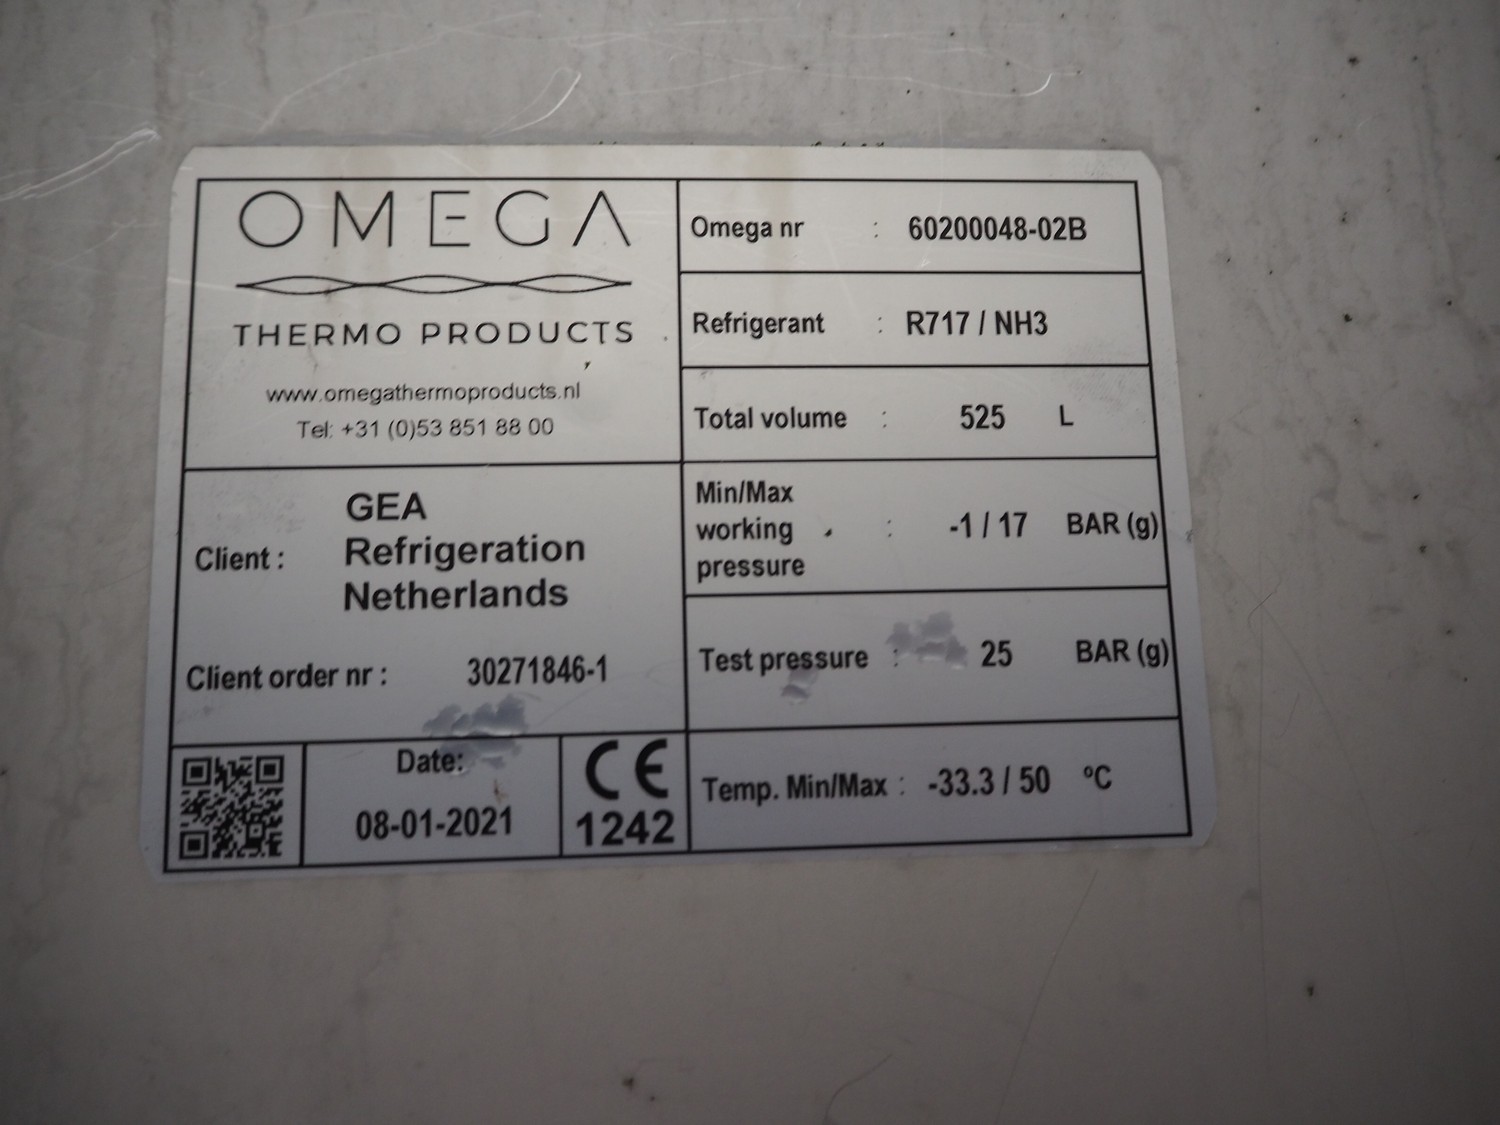 OMEGA
THERMO PRODUCTS
www.omegathermoproducts.nl
Tel: +31 (0)53 851 88 00
Client :
GEA
Refrigeration
Netherlands
Client order nr : 30271846-1
Date:
08-01-2021
CE
1242
Omega nr : 60200048-02B
Refrigerant : R717 / NH3
Total volume : 525 L
Min/Max
working : -1 / 17 BAR (g)
pressure
Test pressure : 25 BAR (g)
Temp. Min/Max : -33.3 / 50 ºC